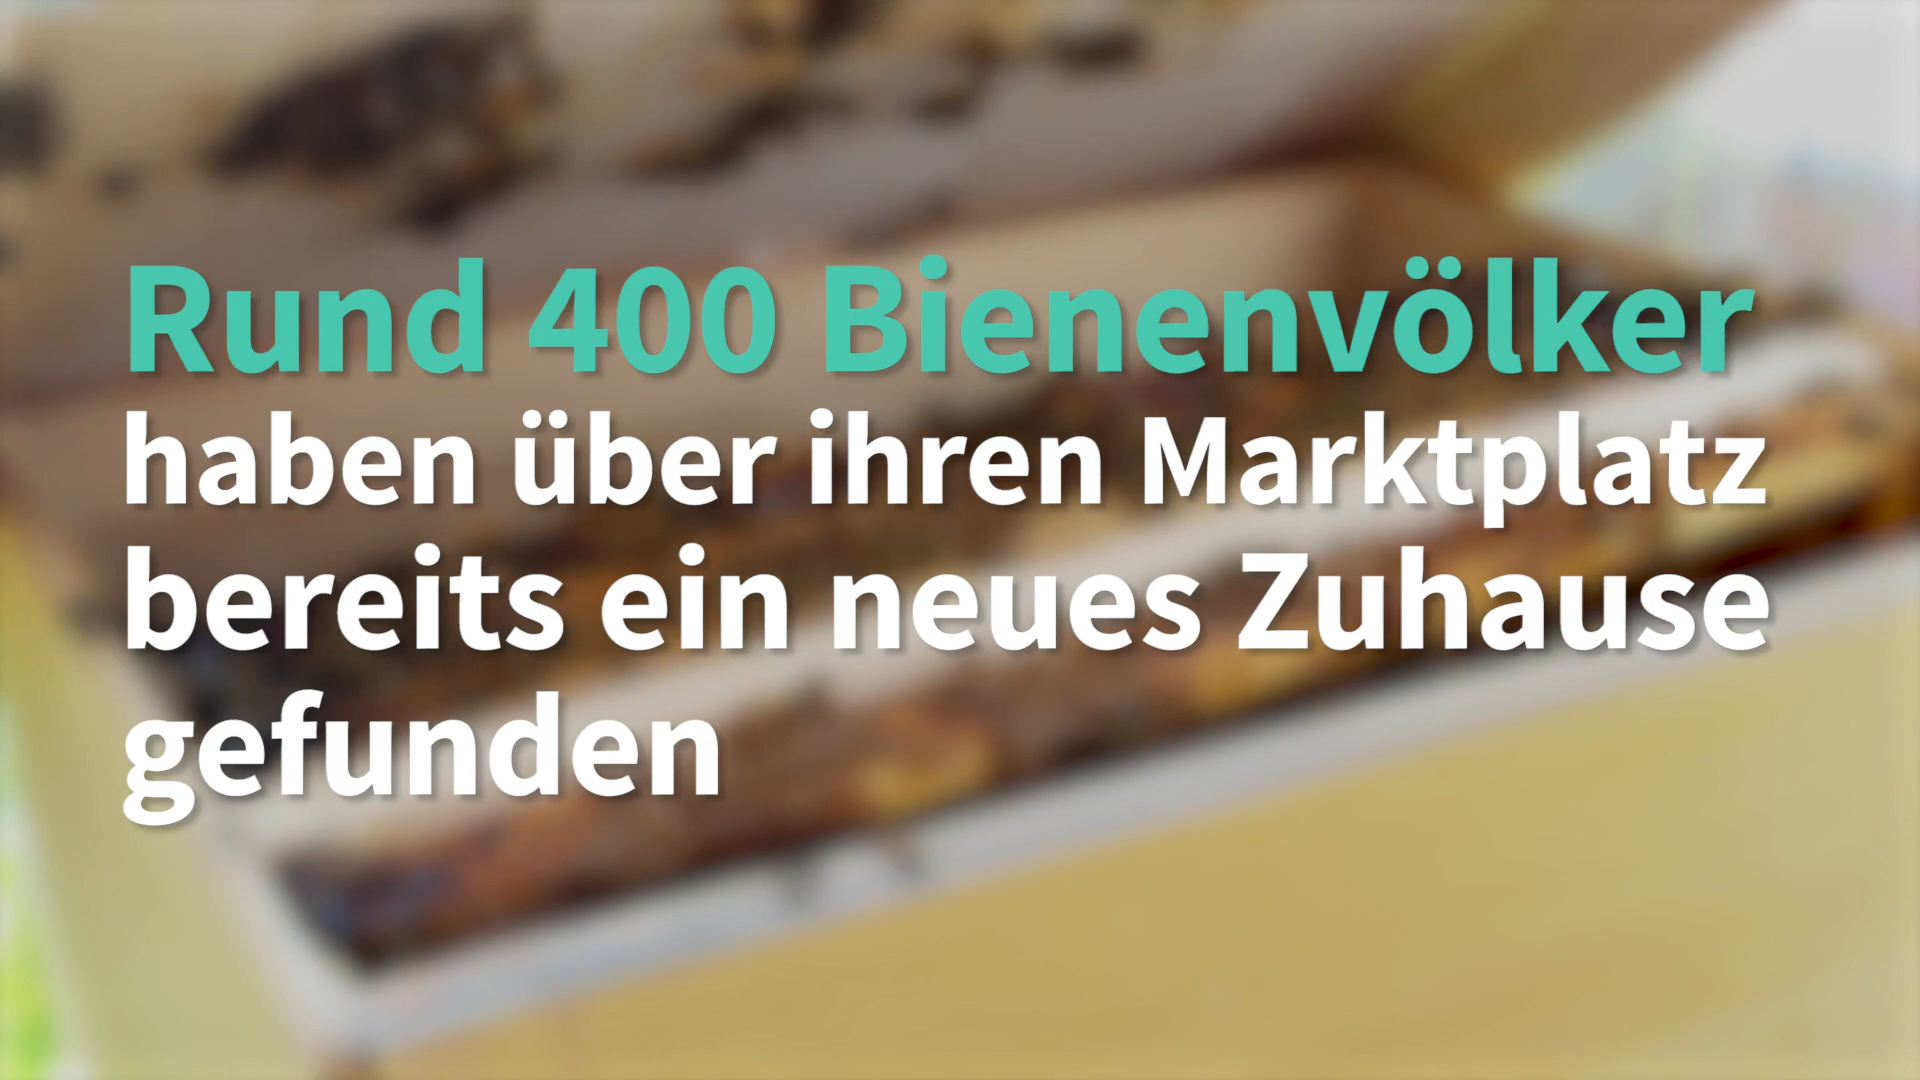 Rund 400 Bienenvölker
haben über ihren Marktplatz
bereits ein neues Zuhause
gefunden